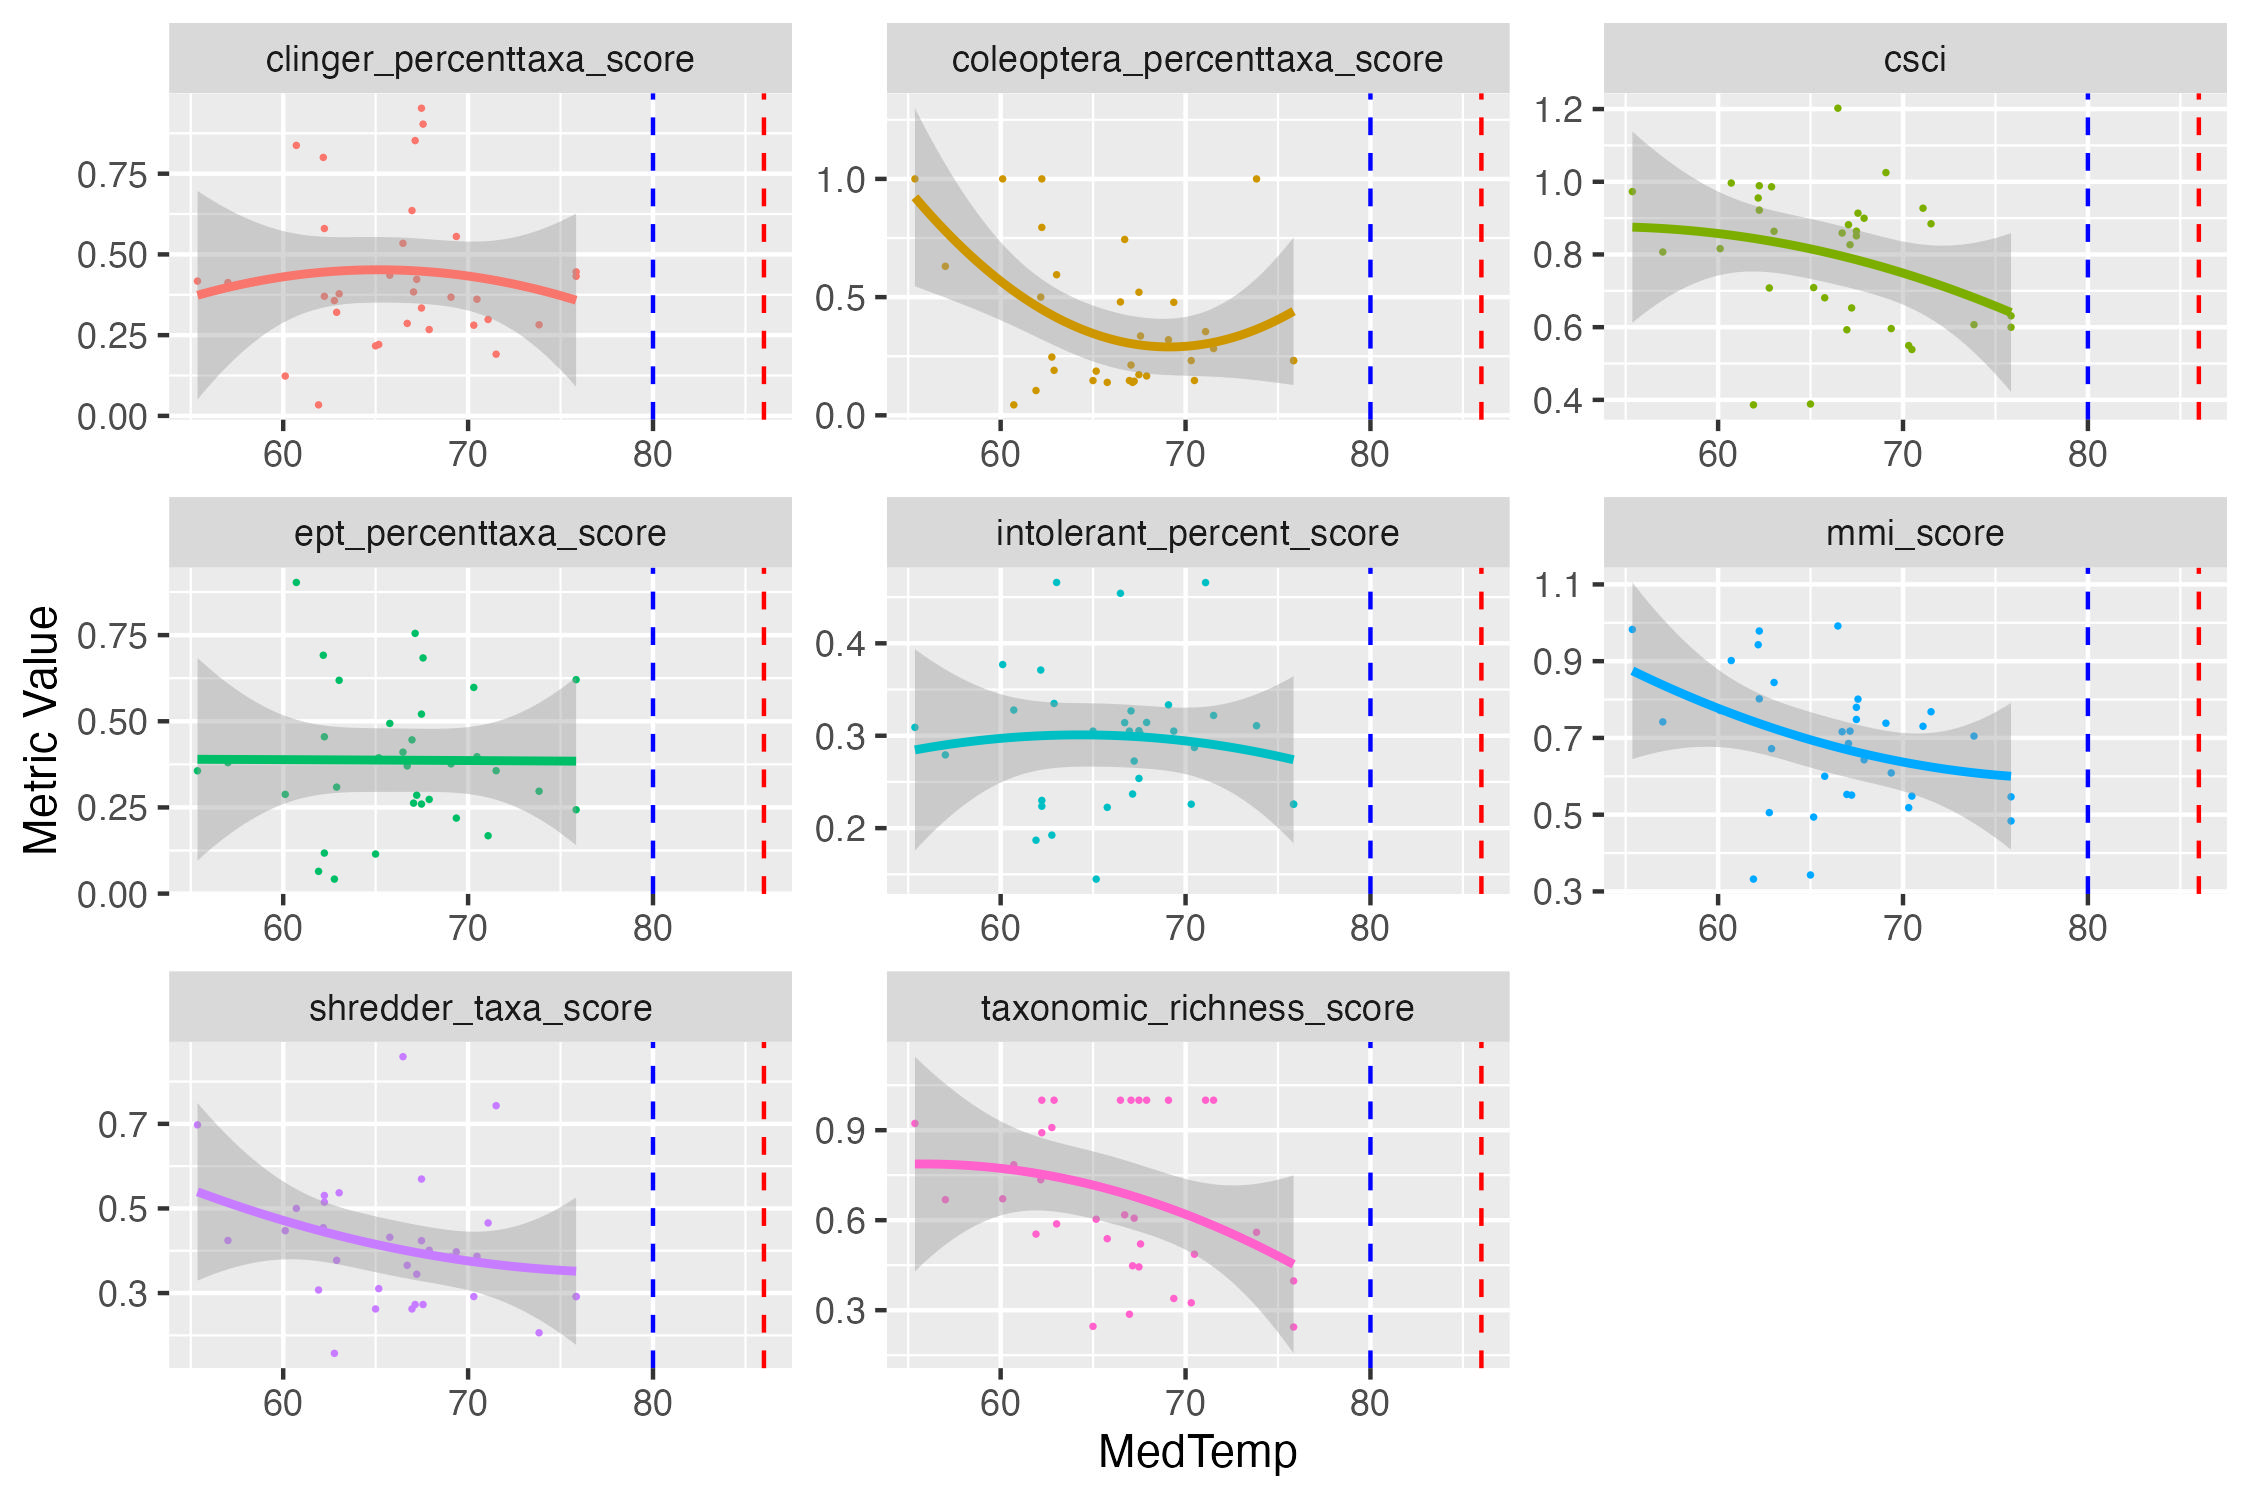 clinger_percenttaxa_score
coleoptera_percenttaxa_score
csci
0.75
0.50
0.25
0.00
60 70 80
1.0
0.5
0.0
60 70 80
1.2
1.0
0.8
0.6
0.4
60 70 80
Metric Value
ept_percenttaxa_score
intolerant_percent_score
mmi_score
0.75
0.50
0.25
0.00
60 70 80
0.4
0.3
0.2
60 70 80
1.1
0.9
0.7
0.5
0.3
60 70 80
shredder_taxa_score
taxonomic_richness_score
0.7
0.5
0.3
60 70 80
0.9
0.6
0.3
60 70 80
MedTemp